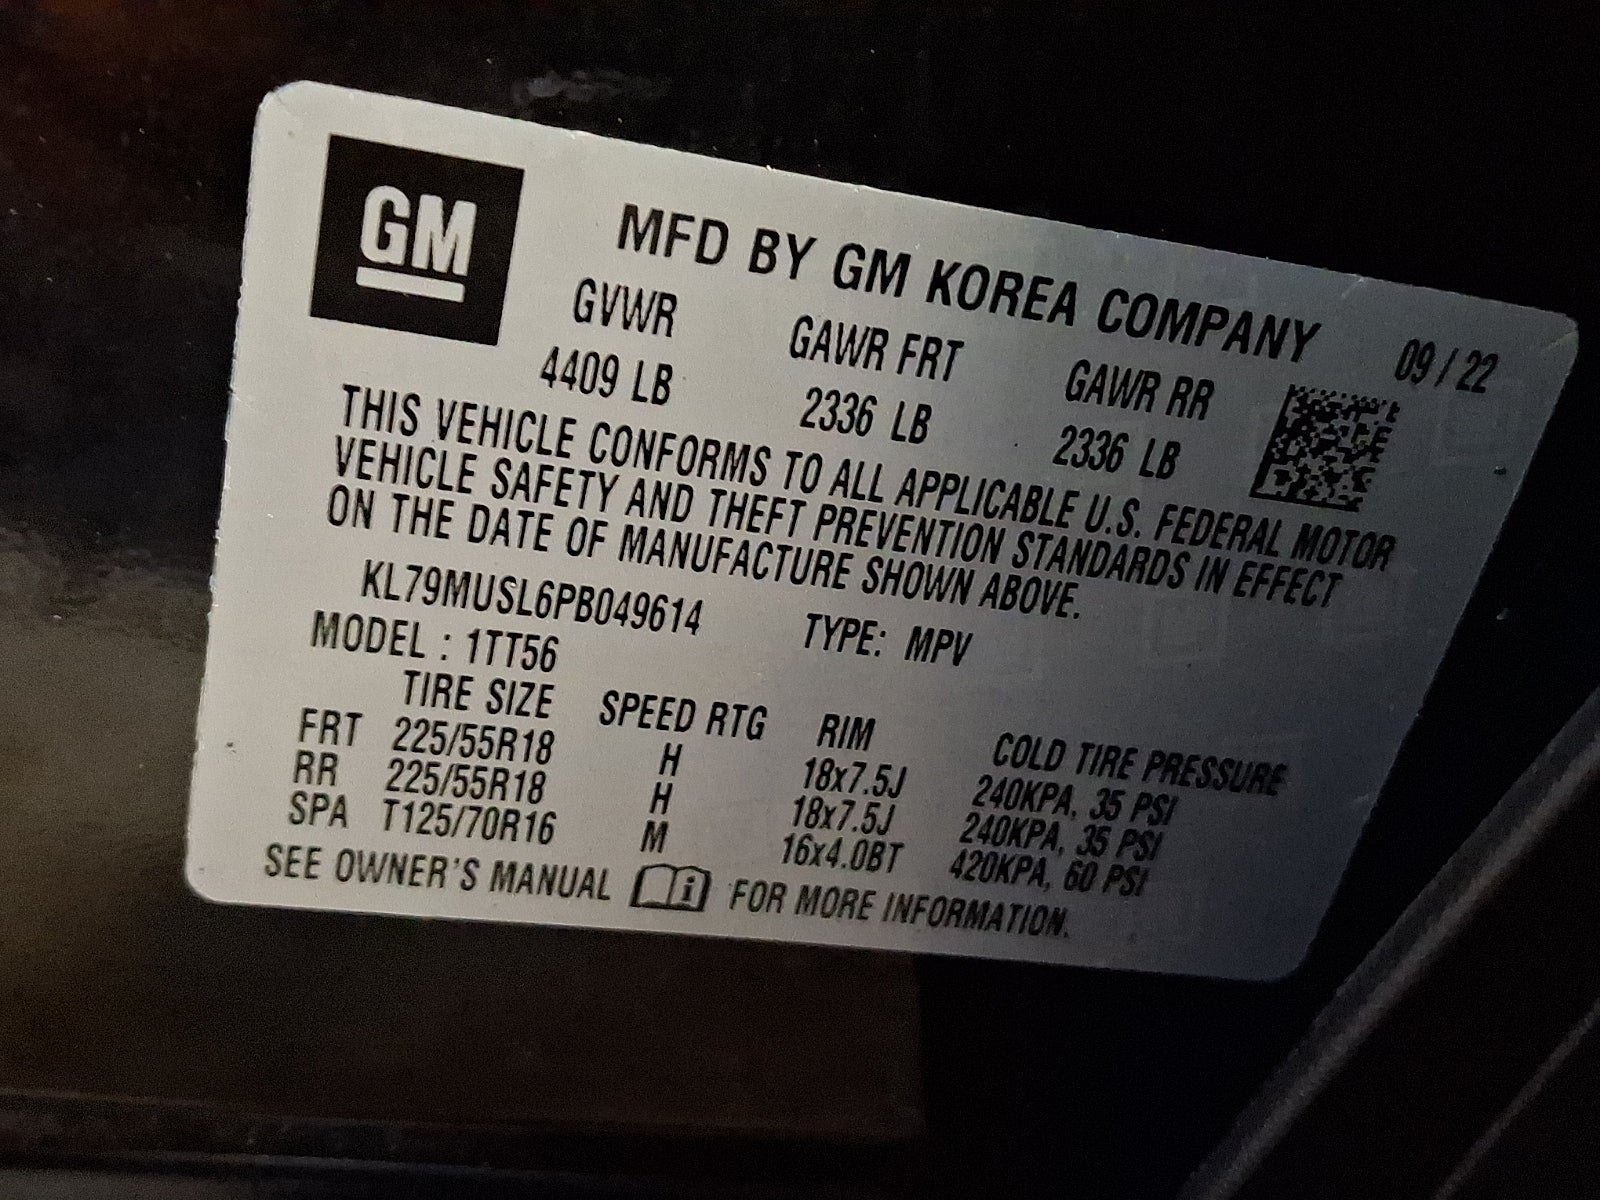 GM
MFD BY GM KOREA COMPANY 09 / 22
GVWR GAWR FRT GAWR RR
4409 LB 2336 LB 2336 LB
THIS VEHICLE CONFORMS TO ALL APPLICABLE U.S. FEDERAL MOTOR
VEHICLE SAFETY AND THEFT PREVENTION STANDARDS IN EFFECT
ON THE DATE OF MANUFACTURE SHOWN ABOVE.
KL79MUSL6PB049614 TYPE: MPV
MODEL : 1TT56
TIRE SIZE SPEED RTG RIM COLD TIRE PRESSURE
FRT 225/55R18 H 18x7.5J 240KPA, 35 PSI
RR 225/55R18 H 18x7.5J 240KPA, 35 PSI
SPA T125/70R16 M 16x4.0BT 420KPA, 60 PSI
SEE OWNER'S MANUAL i FOR MORE INFORMATION.